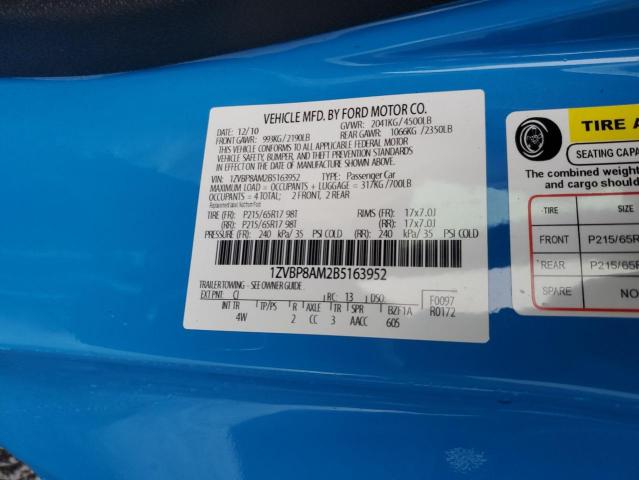 VEHICLE MFD. BY FORD MOTOR CO.
12/10 GVWR: 2041KG/4500LB
FRONT GAWR: 993KG/2190LB REAR GAWR: 1066KG/2350LB
THIS VEHICLE CONFORMS TO ALL APPLICABLE FEDERAL MOTOR
VEHICLE SAFETY, BUMPER, AND THEFT PREVENTION STANDARDS
IN EFFECT ON THE DATE OF MANUFACTURE SHOWN ABOVE.
VIN: 1ZVBP8AM2B5163952 TYPE: Passenger Car
MAXIMUM LOAD = OCCUPANTS + LUGGAGE = 317KG/700LB
OCCUPANTS = 4 TOTAL: 2 FRONT, 2 REAR
TIRE (FR): P215/65R17 98T RIMS (FR): 17x7.0J
(RR): P215/65R17 98T (RR): 17x7.0J
PRESSURE (FR): 240 kPa/35 PSI COLD (RR): 240 kPa/35 PSI COLD
1ZVBP8AM2B5163952
TRAILER TOWING - SEE OWNER GUIDE.
EXT PNT: CI RC: 13 DSO: F0097
INT TR TP/PS R AXLE TR SPR BZF1A R0172
4W 2 CC 3 AACC 605
TIRE A
SEATING CAPA
The combined weight
and cargo should
TIRE SIZE
FRONT P215/65R
REAR P215/65R
SPARE NO